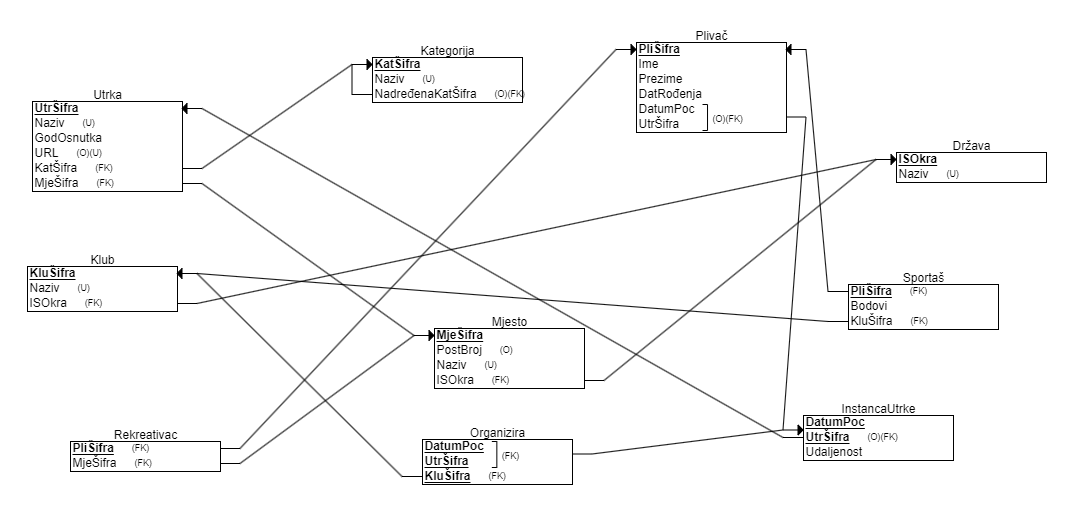 Plivač
PliŠifra
Ime
Prezime
DatRođenja
DatumPoc
UtrŠifra
(O)(FK)
Kategorija
KatŠifra
Naziv (U)
NadređenaKatŠifra (O)(FK)
Utrka
UtrŠifra
Naziv (U)
GodOsnutka
URL (O)(U)
KatŠifra (FK)
MjeŠifra (FK)
Država
ISOkra
Naziv (U)
Klub
KluŠifra
Naziv (U)
ISOkra (FK)
Sportaš
PliŠifra (FK)
Bodovi
KluŠifra (FK)
Mjesto
MjeŠifra
PostBroj (O)
Naziv (U)
ISOkra (FK)
InstancaUtrke
DatumPoc
UtrŠifra (O)(FK)
Udaljenost
Rekreativac
PliŠifra (FK)
MjeŠifra (FK)
Organizira
DatumPoc
UtrŠifra
(FK)
KluŠifra (FK)